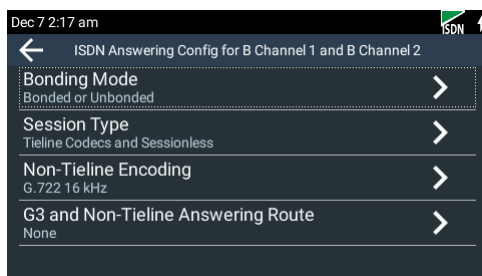 Dec 7 2:17 am
ISDN
ISDN Answering Config for B Channel 1 and B Channel 2
Bonding Mode
Bonded or Unbonded
Session Type
Tieline Codecs and Sessionless
Non-Tieline Encoding
G.722 16 kHz
G3 and Non-Tieline Answering Route
None